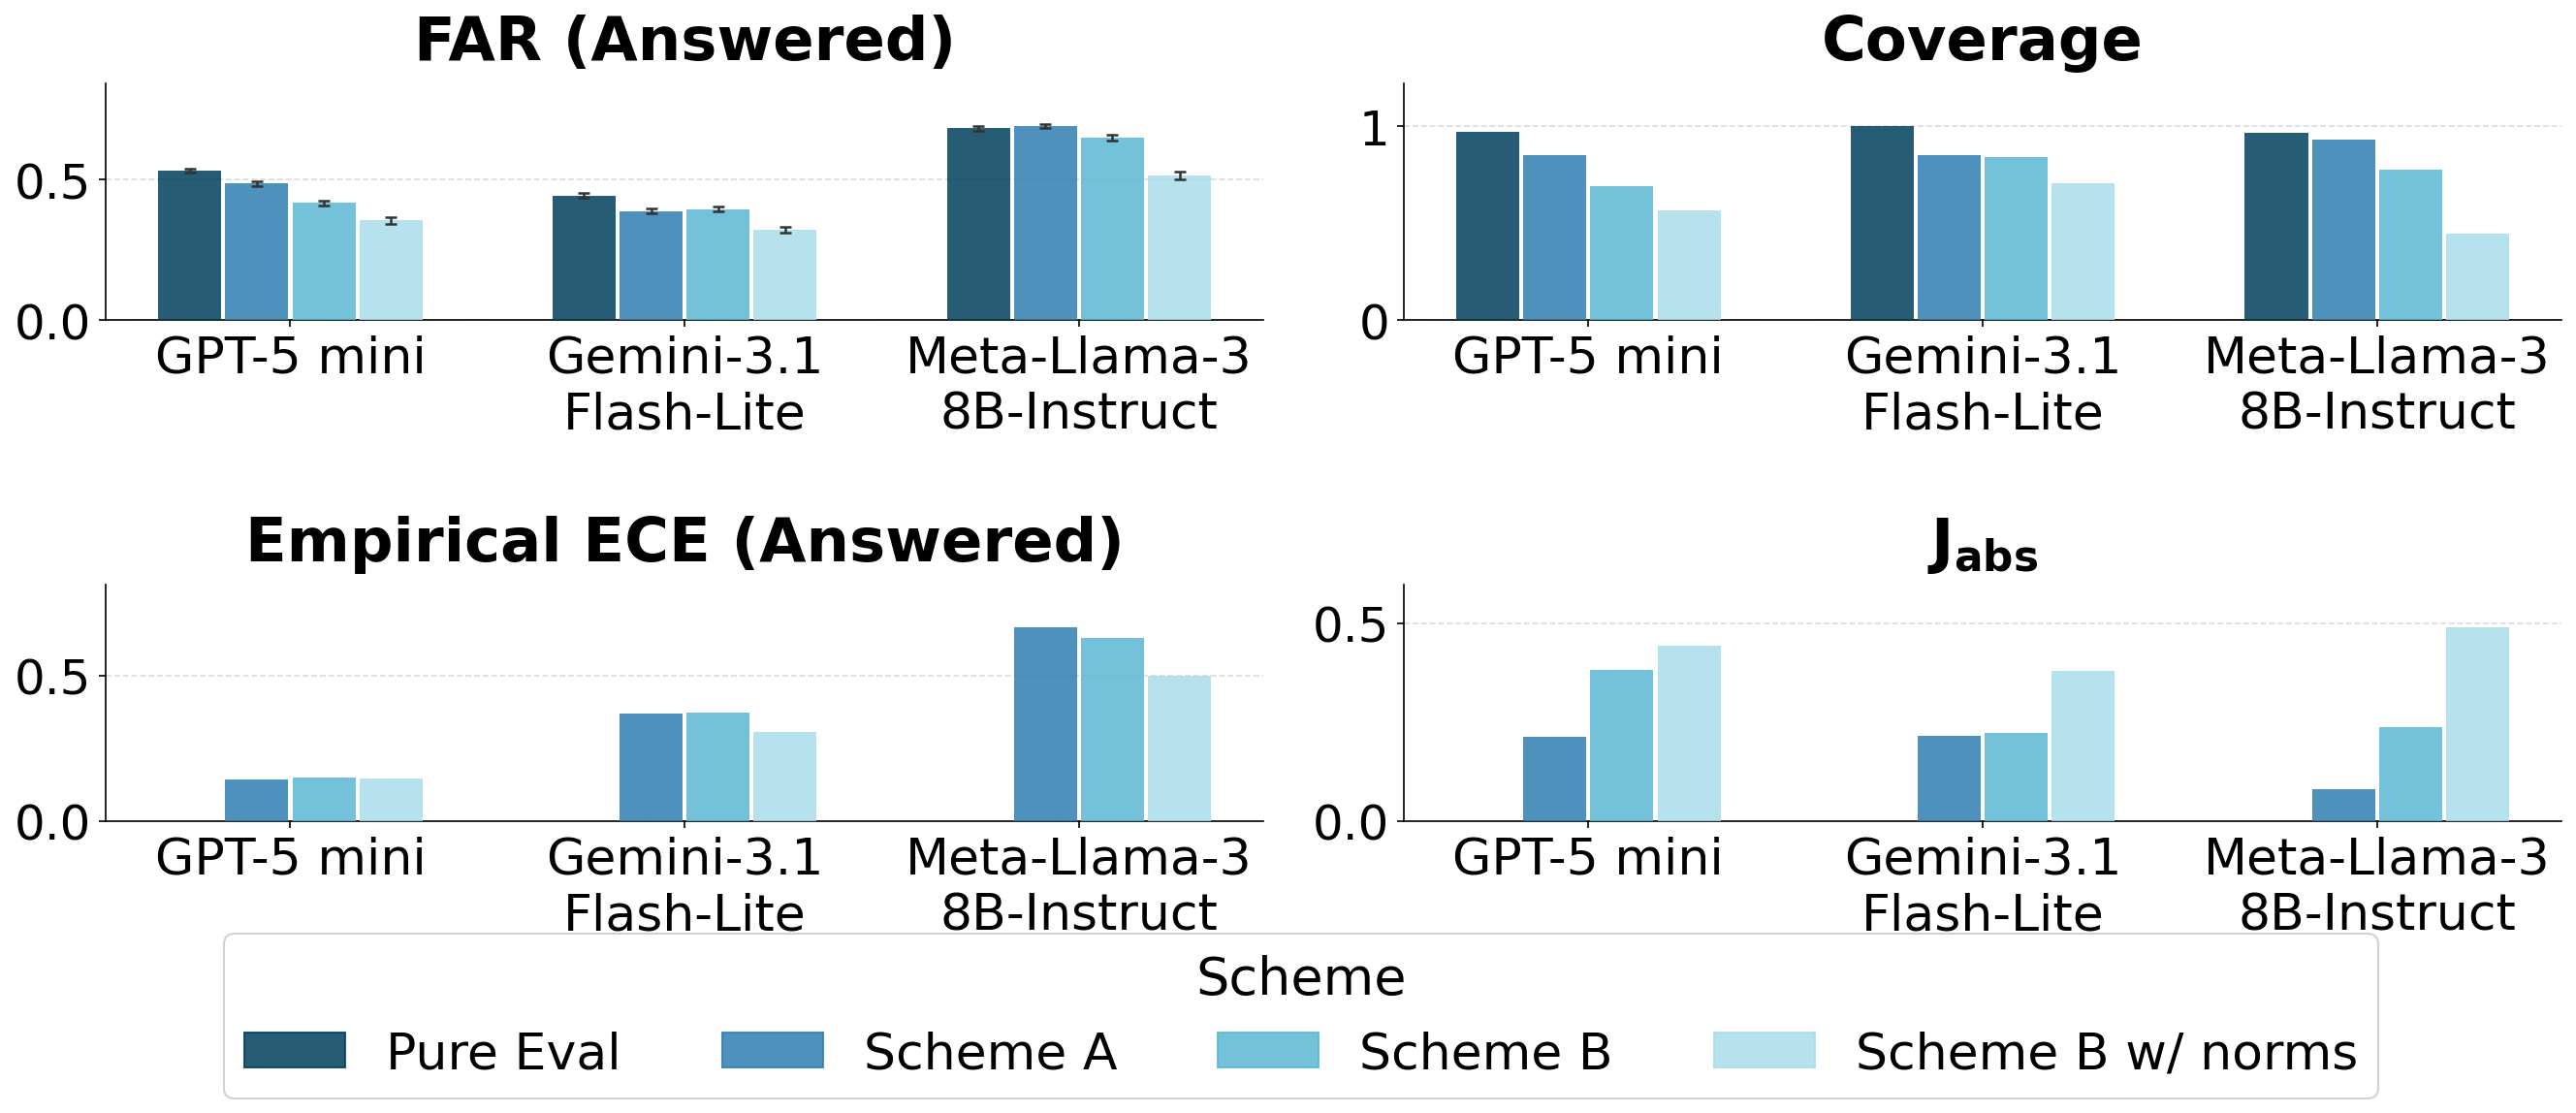 FAR (Answered)
0.5
0.0
GPT-5 mini
Gemini-3.1
Flash-Lite
Meta-Llama-3
8B-Instruct
Coverage
1
0
GPT-5 mini
Gemini-3.1
Flash-Lite
Meta-Llama-3
8B-Instruct
Empirical ECE (Answered)
0.5
0.0
GPT-5 mini
Gemini-3.1
Flash-Lite
Meta-Llama-3
8B-Instruct
J_abs
0.5
0.0
GPT-5 mini
Gemini-3.1
Flash-Lite
Meta-Llama-3
8B-Instruct
Scheme
Pure Eval Scheme A Scheme B Scheme B w/ norms